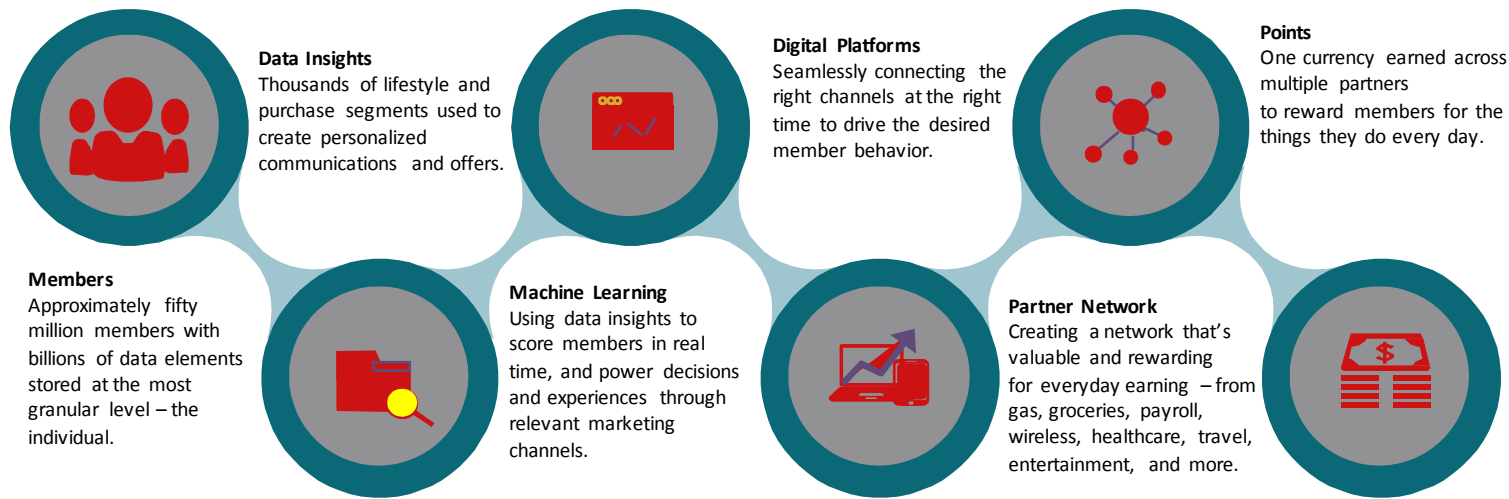 Members
Approximately fifty
million members with
billions of data elements
stored at the most
granular level – the
individual.
Data Insights
Thousands of lifestyle and
purchase segments used to
create personalized
communications and offers.
Machine Learning
Using data insights to
score members in real
time, and power decisions
and experiences through
relevant marketing
channels.
Digital Platforms
Seamlessly connecting the
right channels at the right
time to drive the desired
member behavior.
Partner Network
Creating a network that's
valuable and rewarding
for everyday earning – from
gas, groceries, payroll,
wireless, healthcare, travel,
entertainment, and more.
Points
One currency earned across
multiple partners
to reward members for the
things they do every day.
$